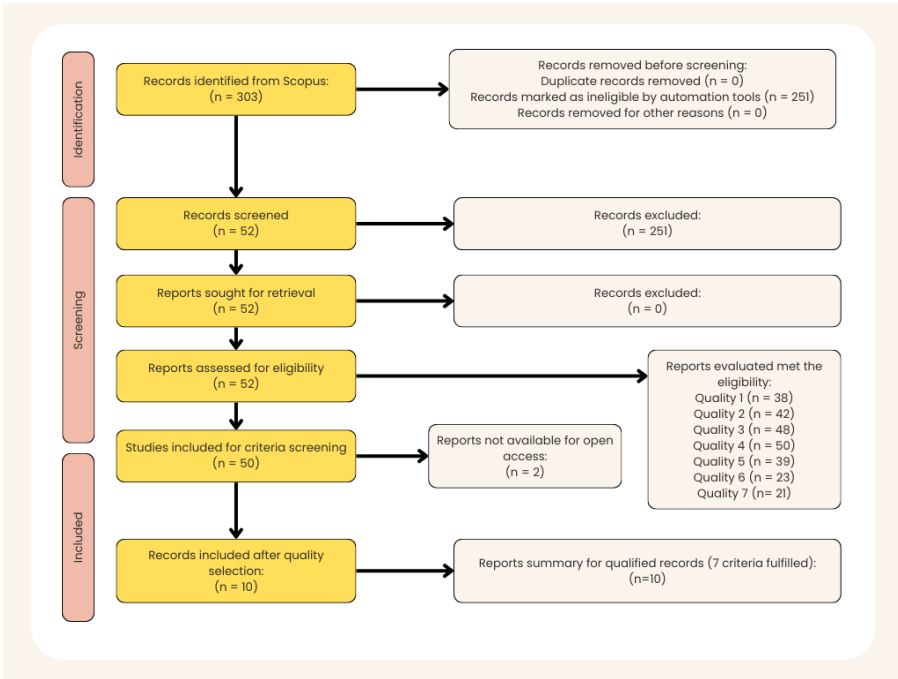 Identification
Records identified from Scopus:
(n = 303)
Records removed before screening:
Duplicate records removed (n = 0)
Records marked as ineligible by automation tools (n = 251)
Records removed for other reasons (n = 0)
Screening
Records screened
(n = 52)
Records excluded:
(n = 251)
Reports sought for retrieval
(n = 52)
Records excluded:
(n = 0)
Reports assessed for eligibility
(n = 52)
Reports evaluated met the
eligibility:
Quality 1 (n = 38)
Quality 2 (n = 42)
Quality 3 (n = 48)
Quality 4 (n = 50)
Quality 5 (n = 39)
Quality 6 (n = 23)
Quality 7 (n= 21)
Studies included for criteria screening
(n = 50)
Reports not available for open
access:
(n = 2)
Included
Records included after quality
selection:
(n = 10)
Reports summary for qualified records (7 criteria fulfilled):
(n=10)